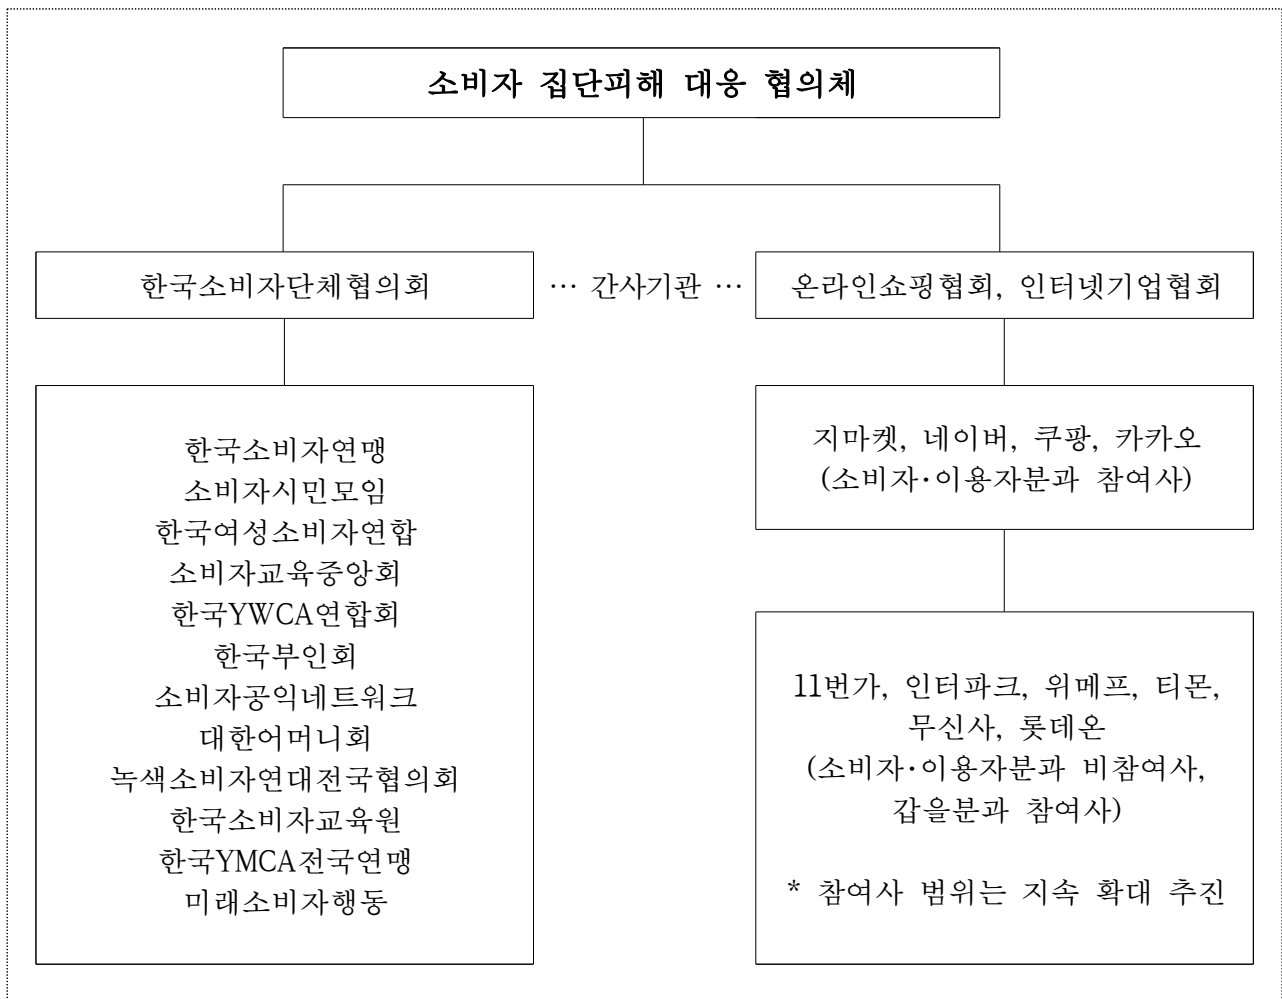 소비자 집단피해 대응 협의체
한국소비자단체협의회
… 간사기관 …
온라인쇼핑협회, 인터넷기업협회
한국소비자연맹
소비자시민모임
한국여성소비자연합
소비자교육중앙회
한국YWCA연합회
한국부인회
소비자공익네트워크
대한어머니회
녹색소비자연대전국협의회
한국소비자교육원
한국YMCA전국연맹
미래소비자행동
지마켓, 네이버, 쿠팡, 카카오
(소비자·이용자분과 참여사)
11번가, 인터파크, 위메프, 티몬,
무신사, 롯데온
(소비자·이용자분과 비참여사,
갑을분과 참여사)
* 참여사 범위는 지속 확대 추진